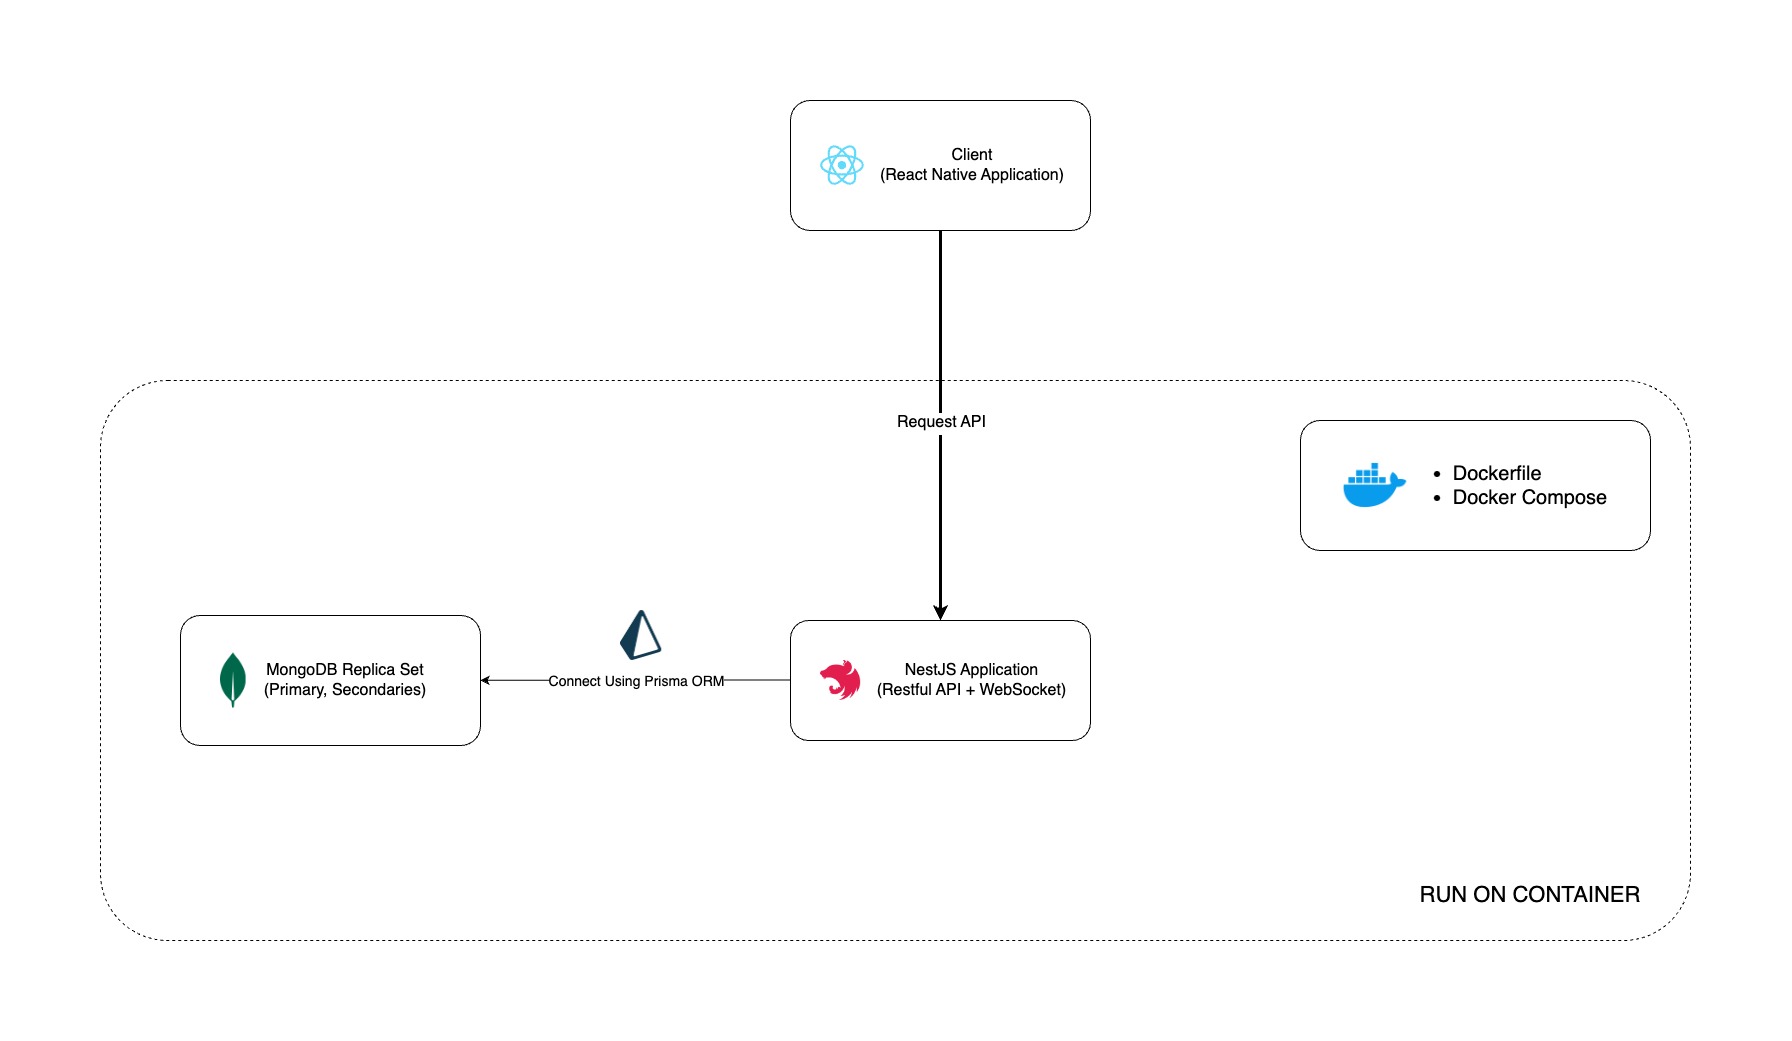 Client
(React Native Application)
Request API
• Dockerfile
• Docker Compose
MongoDB Replica Set
(Primary, Secondaries)
Connect Using Prisma ORM
NestJS Application
(Restful API + WebSocket)
RUN ON CONTAINER